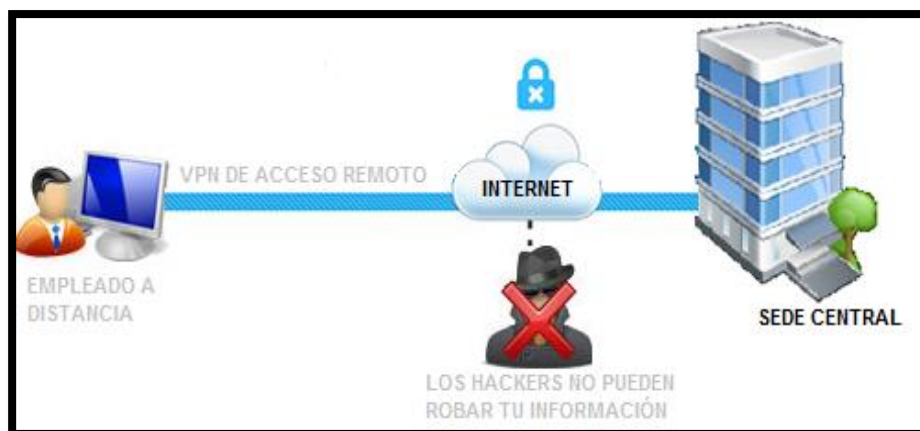 VPN DE ACCESO REMOTO
INTERNET
EMPLEADO A
DISTANCIA
SEDE CENTRAL
LOS HACKERS NO PUEDEN
ROBAR TU INFORMACIÓN